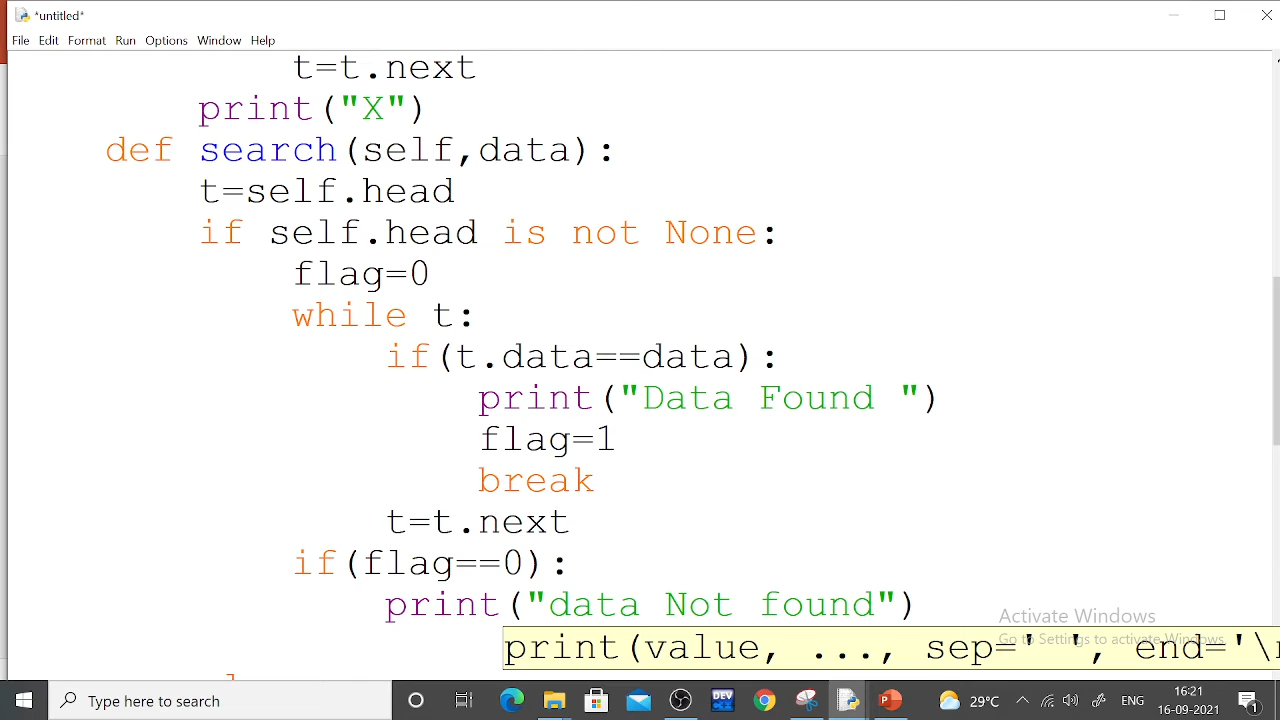 *untitled*
File Edit Format Run Options Window Help
t=t.next
print("X")
def search(self,data):
t=self.head
if self.head is not None:
flag=0
while t:
if(t.data==data):
print("Data Found ")
flag=1
break
t=t.next
if(flag==0):
print("data Not found")
Activate Windows
Go to Settings to activate Windows.
print(value, ..., sep=' ', end='\n
Type here to search
DEV
29°C
ENG
16:21
16-09-2021
1